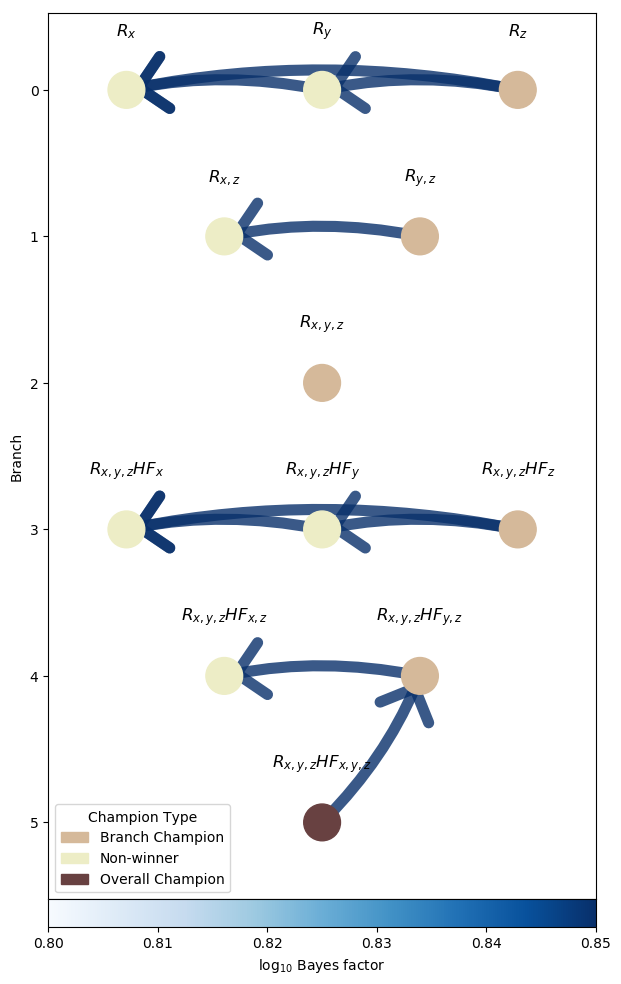 R_x R_y R_z
0
R_{x,z} R_{y,z}
1
R_{x,y,z}
2
Branch
R_{x,y,z}HF_x R_{x,y,z}HF_y R_{x,y,z}HF_z
3
R_{x,y,z}HF_{x,z} R_{x,y,z}HF_{y,z}
4
R_{x,y,z}HF_{x,y,z}
5
Champion Type
Branch Champion
Non-winner
Overall Champion
0.80 0.81 0.82 0.83 0.84 0.85
log_{10} Bayes factor